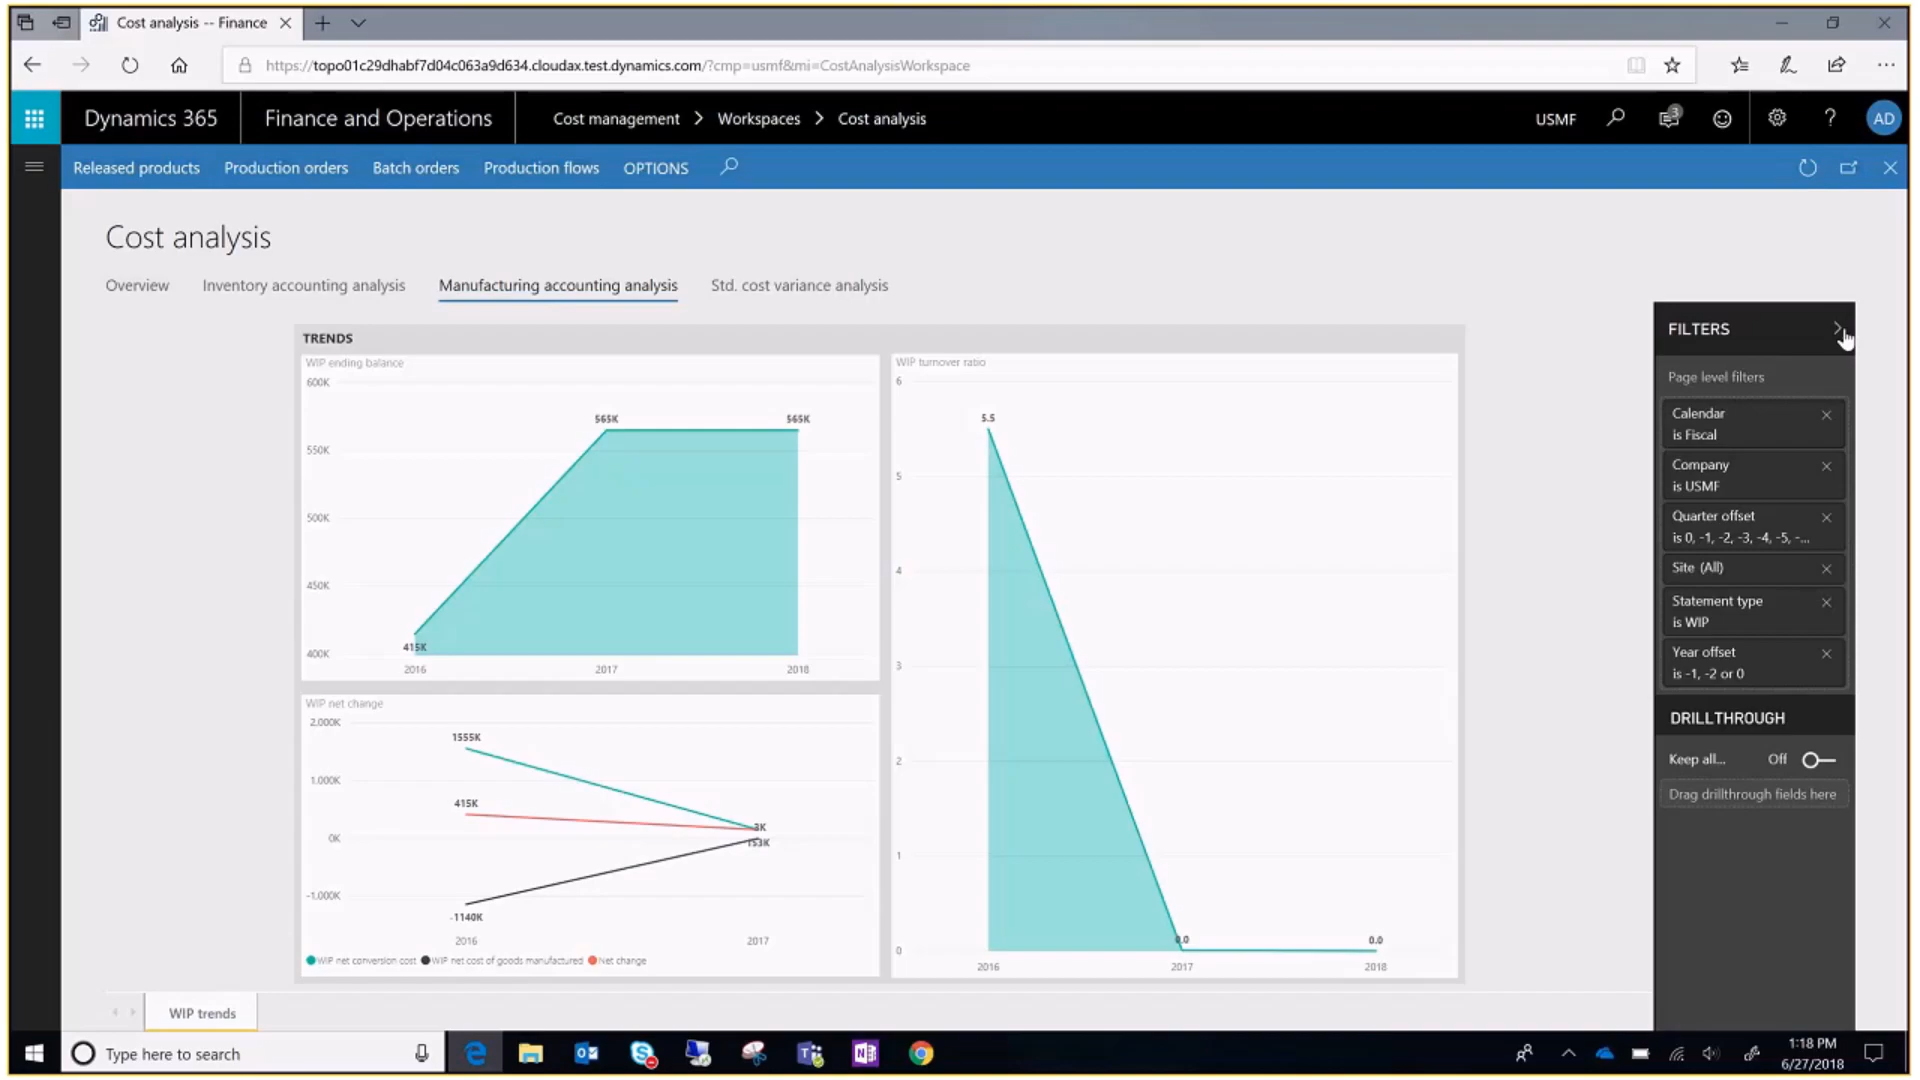 Cost analysis -- Finance
https://topo01c29dhabf7d04c063a9d634.cloudax.test.dynamics.com/?cmp=usmf&mi=CostAnalysisWorkspace
Dynamics 365
Finance and Operations
Cost management > Workspaces > Cost analysis
USMF
3
AD
Released products
Production orders
Batch orders
Production flows
OPTIONS
Cost analysis
Overview
Inventory accounting analysis
Manufacturing accounting analysis
Std. cost variance analysis
TRENDS
WIP ending balance
600K
550K
500K
450K
400K
415K
565K
565K
2016
2017
2018
WIP net change
2,000K
1,000K
0K
-1,000K
1555K
415K
-1140K
3K
153K
2016
2017
WIP net conversion cost
WIP net cost of goods manufactured
Net change
WIP turnover ratio
6
5
4
3
2
1
0
5.5
0.0
0.0
2016
2017
2018
FILTERS
Page level filters
Calendar
is Fiscal
Company
is USMF
Quarter offset
is 0, -1, -2, -3, -4, -5, -...
Site (All)
Statement type
is WIP
Year offset
is -1, -2 or 0
DRILLTHROUGH
Keep all...
Off
Drag drillthrough fields here
WIP trends
Type here to search
1:18 PM
6/27/2018